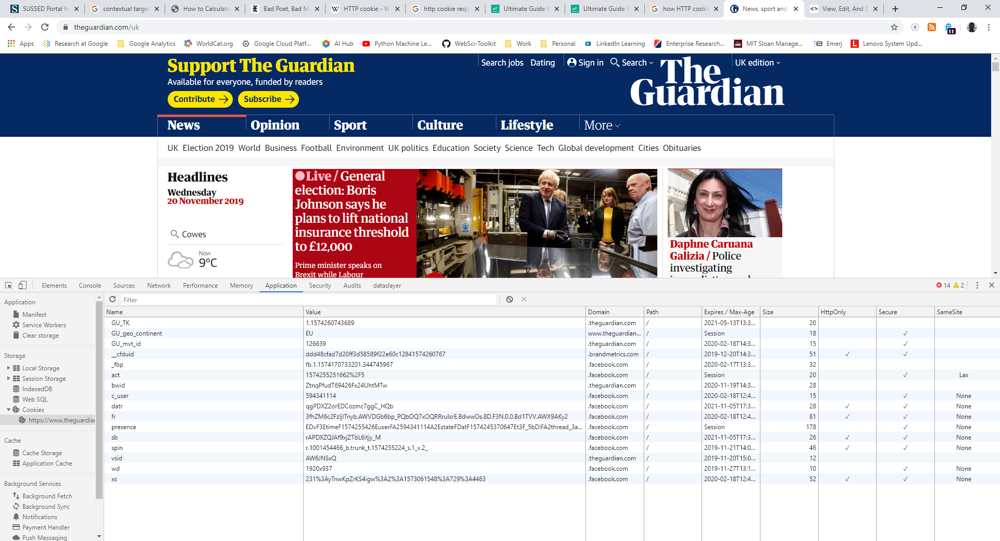 SUSSED Portal fo
contextual target
How to Calculate
Bad Poet, Bad Ma
HTTP cookie - W
http cookie requ
Ultimate Guide t
Ultimate Guide t
how HTTP cookie
News, sport and
View, Edit, And D
theguardian.com/uk
11
Apps
Research at Google
Google Analytics
WorldCat.org
Google Cloud Platf...
AI Hub
Python Machine Le...
WebSci-Toolkit
Work
Personal
LinkedIn Learning
Enterprise Research...
MIT Sloan Manage...
Emerj
Lenovo System Upd...
Support The Guardian
Available for everyone, funded by readers
Contribute
Subscribe
Search jobs
Dating
Sign in
Search
The Guardian
UK edition
News
Opinion
Sport
Culture
Lifestyle
More
UK Election 2019 World Business Football Environment UK politics Education Society Science Tech Global development Cities Obituaries
Headlines
Wednesday
20 November 2019
Cowes
Now
9°C
Live / General
election: Boris
Johnson says he
plans to lift national
insurance threshold
to £12,000
Prime minister speaks on
Brexit while Labour
Daphne Caruana
Galizia / Police
investigating
Elements
Console
Sources
Network
Performance
Memory
Application
Security
Audits
dataslayer
14
2
Application
Manifest
Service Workers
Clear storage
Storage
Local Storage
Session Storage
IndexedDB
Web SQL
Cookies
https://www.theguardian
Cache
Cache Storage
Application Cache
Background Services
Background Fetch
Background Sync
Notifications
Payment Handler
Push Messaging
Filter
Name Value Domain Path Expires / Max-Age Size HttpOnly Secure SameSite
GU_TK 1.1574260743689 .theguardian.com / 2021-05-13T13:3... 20
GU_geo_continent EU www.theguardian... / Session 18 ✓
GU_mvt_id 126639 .theguardian.com / 2020-02-18T14:3... 15 ✓
__cfduid ddd48cfad7d20ff3d58589f22e60c12841574260767 .brandmetrics.com / 2019-12-20T14:3... 51 ✓ ✓
_fbp fb.1.1574170733201.344745967 .facebook.com / 2020-02-17T13:3... 32
act 1574255251662%2F5 .facebook.com / Session 20 ✓ Lax
bwid ZtnqPfudT69426Fx24UhtMTw .theguardian.com / 2020-11-19T14:3... 28
c_user 594341114 .facebook.com / 2020-02-18T12:4... 15 ✓ None
datr qgPDXZ2orEDCozmc7ggC_HQb .facebook.com / 2021-11-05T17:3... 28 ✓ ✓ None
fr 3fhZM6c2FzljITnyb.AWVDGb6bp_PQbOQ7xOQRRruIsrE.BdwwOs.8D.F3N.0.0.Bd1TVV.AWX9AKy2 .facebook.com / 2020-02-18T12:4... 81 ✓ ✓ None
presence EDvF3EtimeF1574255426EuserFA2594341114A2EstateFDatF1574245370647Et3F_5bDiFA2thread_3a... .facebook.com / Session 178 ✓ None
sb rAPDXZQJAf9xjZTbL6itjy_M .facebook.com / 2021-11-05T17:3... 26 ✓ ✓ None
spin r.1001454466_b.trunk_t.1574255224_s.1_v.2_ .facebook.com / 2019-11-21T14:0... 46 ✓ ✓ None
vsid AW6JNSxQ .theguardian.com / 2019-11-20T15:0... 12
wd 1920x937 .facebook.com / 2019-11-27T13:1... 10 ✓ None
xs 231%3AyTnwKpZrKS4igw%3A2%3A1573061548%3A729%3A4463 .facebook.com / 2020-02-18T12:4... 52 ✓ ✓ None